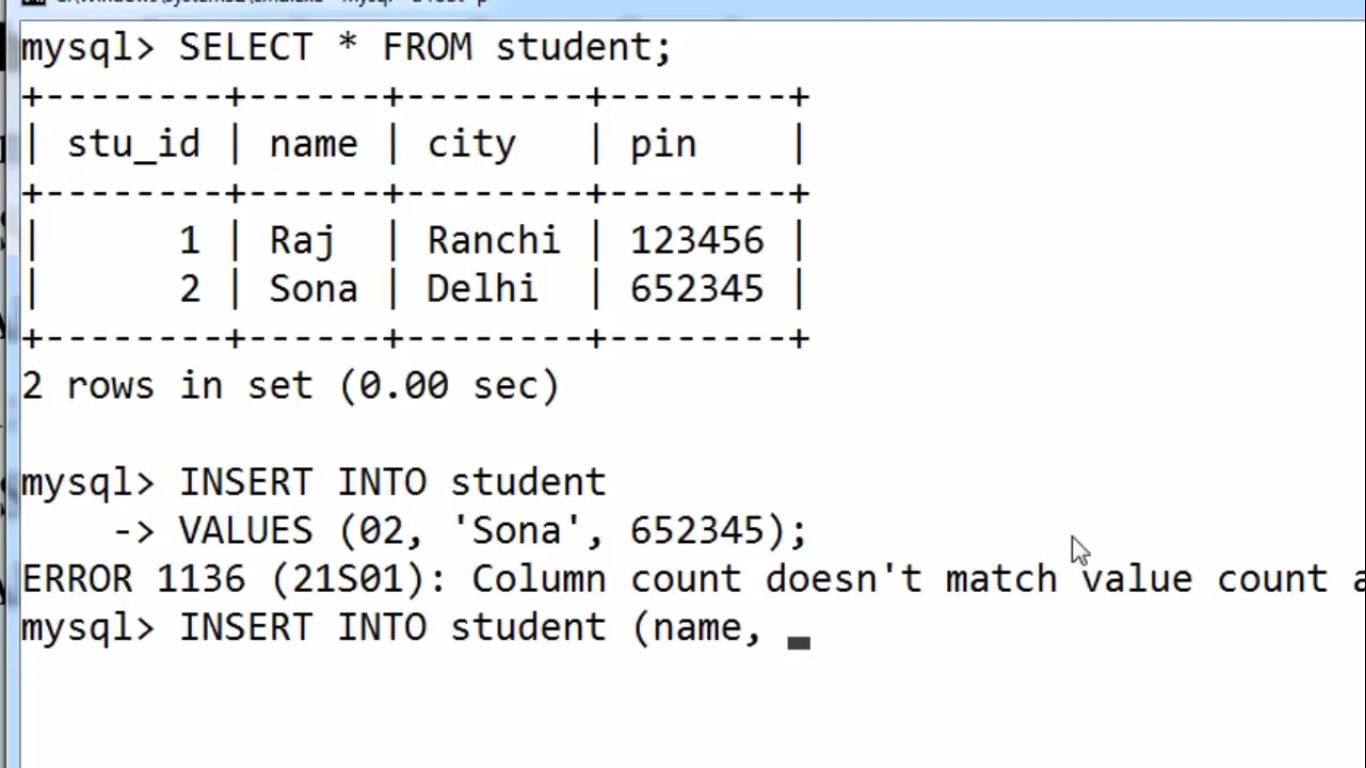 mysql> SELECT * FROM student;
+--------+------+--------+--------+
| stu_id | name | city   | pin    |
+--------+------+--------+--------+
|      1 | Raj  | Ranchi | 123456 |
|      2 | Sona | Delhi  | 652345 |
+--------+------+--------+--------+
2 rows in set (0.00 sec)
mysql> INSERT INTO student
    -> VALUES (02, 'Sona', 652345);
ERROR 1136 (21S01): Column count doesn't match value count a
mysql> INSERT INTO student (name,